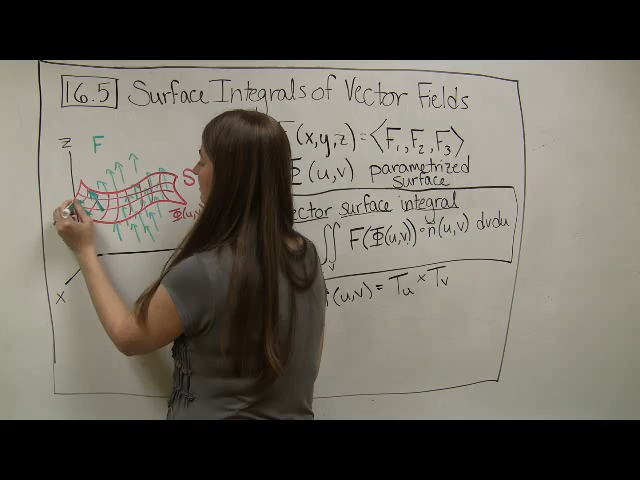 16.5 Surface Integrals of Vector Fields
F(x,y,z) = ⟨F₁, F₂, F₃⟩
Φ(u,v) parametrized
surface
vector surface integral
∬ F(Φ(u,v))·n(u,v) dvdu
V
(u,v) = Tᵤ × Tᵥ
z
F
S
Φ(u,v
x